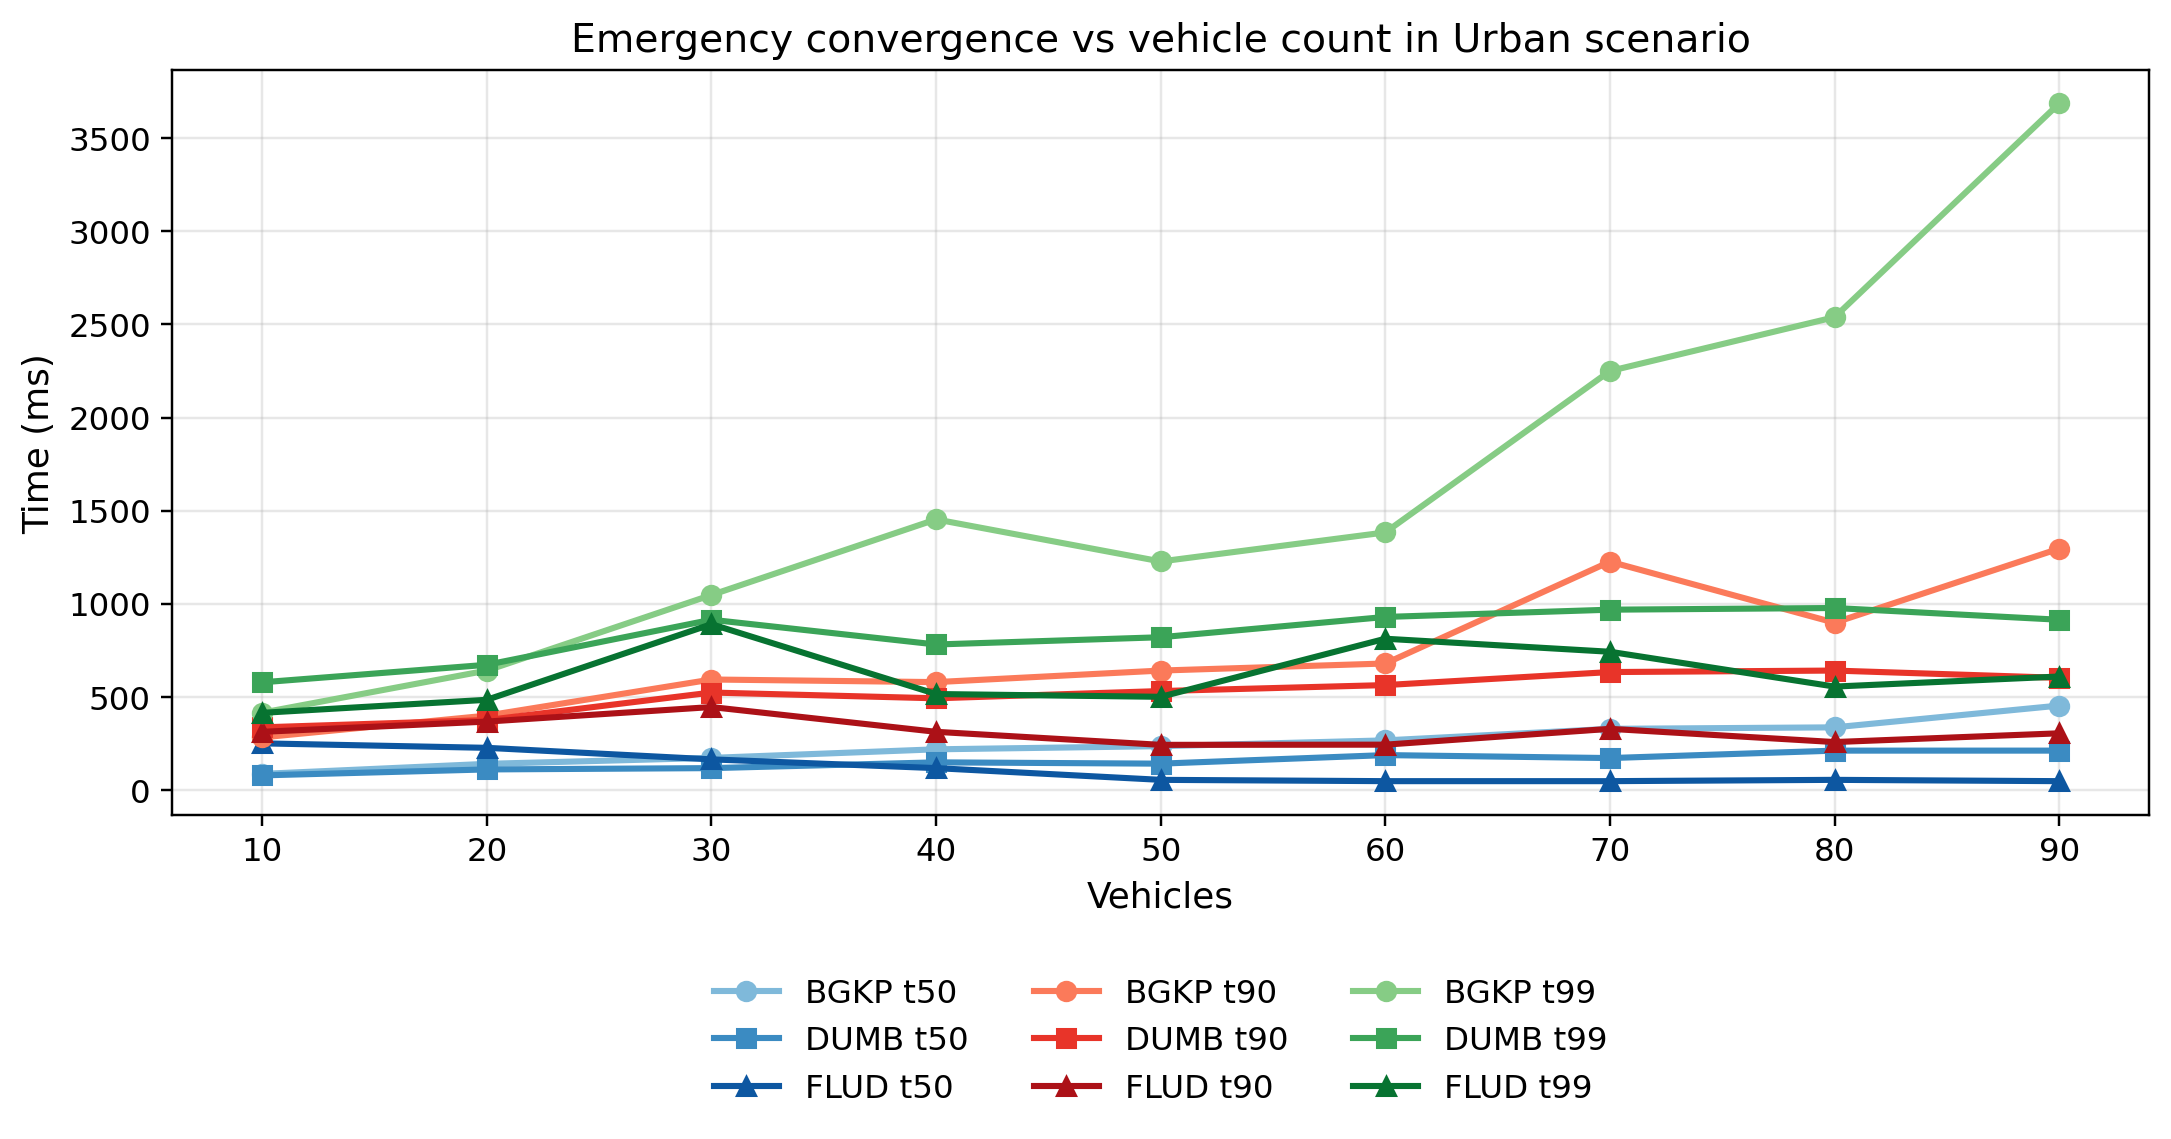 Emergency convergence vs vehicle count in Urban scenario
Time (ms)
3500
3000
2500
2000
1500
1000
500
0
10 20 30 40 50 60 70 80 90
Vehicles
BGKP t50 BGKP t90 BGKP t99
DUMB t50 DUMB t90 DUMB t99
FLUD t50 FLUD t90 FLUD t99